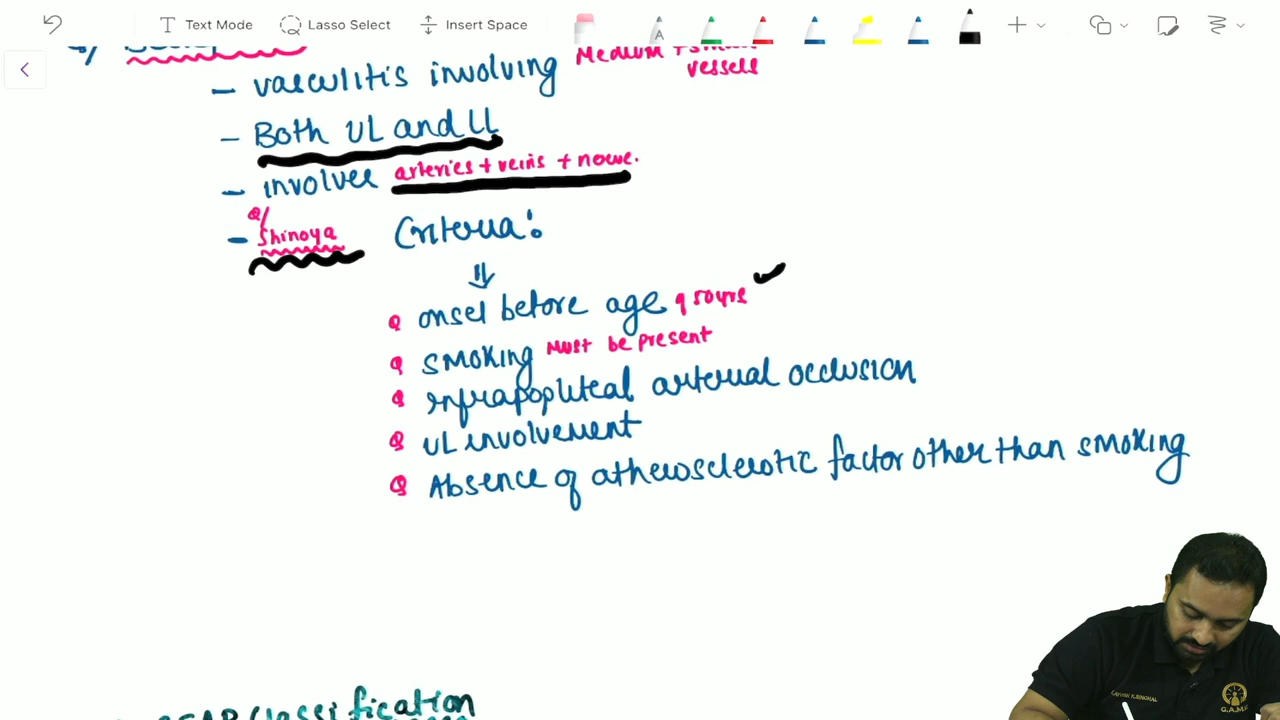 Text Mode Lasso Select Insert Space
Medium + small
- vasculitis involving vessels
- Both UL and LL
- involves arteries + veins + nerve.
Q/
- Shinoya Criteria:
⇓
Q onset before age of 50yrs
Q smoking Must be present
Q infrapopliteal arterial occlusion
Q UL involvement
Q Absence of atherosclerotic factor other than smoking
Classification
G.A.M.S